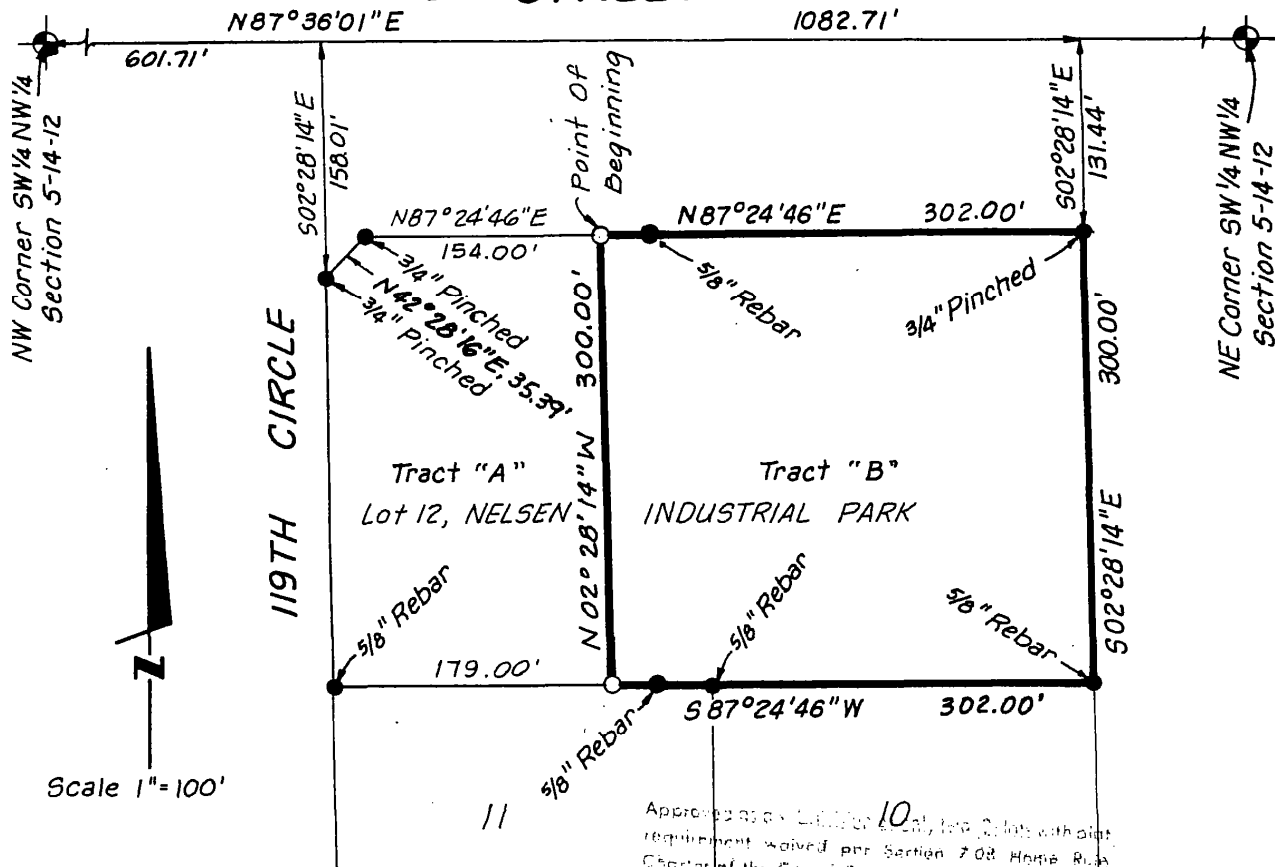 N87°36'01"E
1082.71'
601.71'
NW Corner SW¼ NW¼
Section 5-14-12
S02°28'14"E
158.01'
Point Of
Beginning
S02°28'14"E
131.44'
NE Corner SW¼ NW¼
Section 5-14-12
N87°24'46"E
154.00'
N87°24'46"E
302.00'
3/4" Pinched
N42°28'16"E, 35.39'
3/4" Pinched
5/8" Rebar
3/4" Pinched
300.00'
N02°28'14"W
300.00'
S02°28'14"E
119TH CIRCLE
Tract "A"
Lot 12, NELSEN
Tract "B"
INDUSTRIAL PARK
5/8" Rebar
5/8" Rebar
5/8" Rebar
179.00'
S87°24'46"W
302.00'
5/8" Rebar
Z
Scale 1"=100'
11
10
requirement waived per Section 7.08 Home Rule